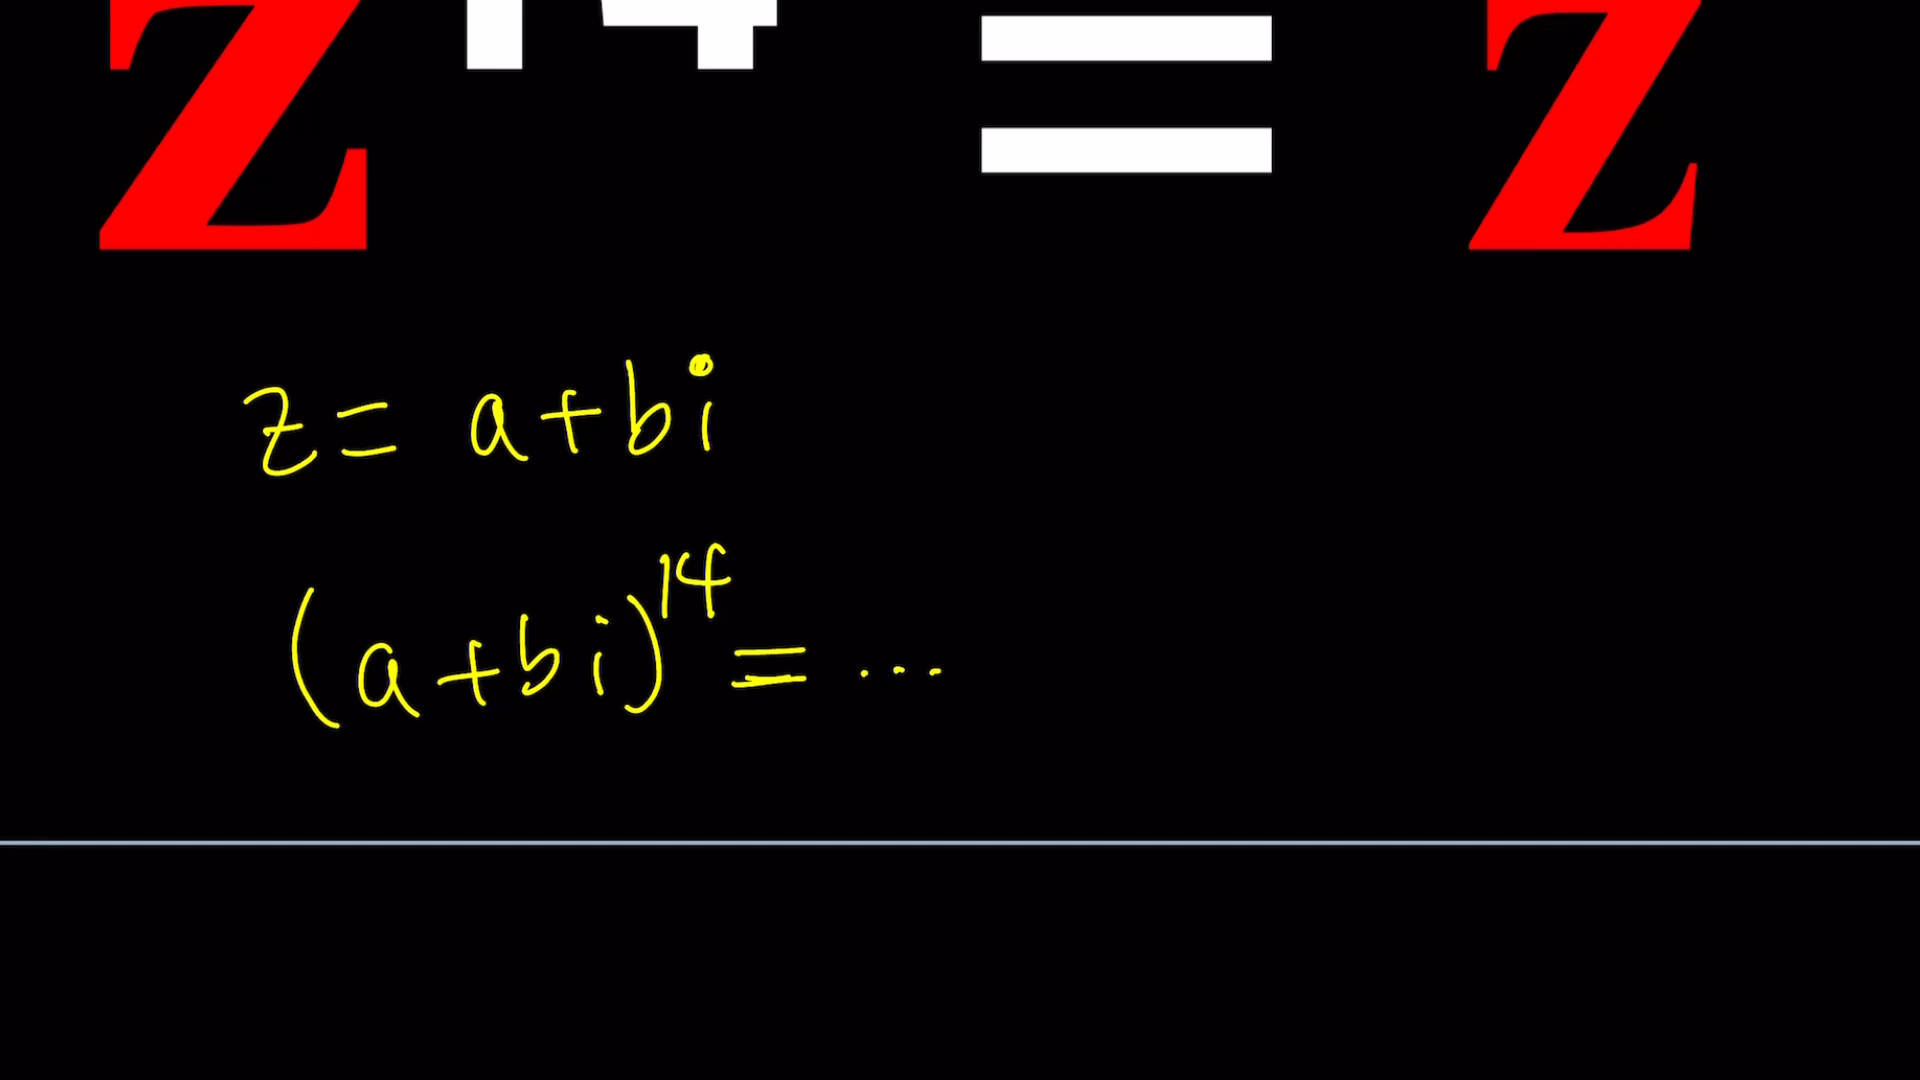 z^14 = z
z = a+bi
(a+bi)^14 = ...